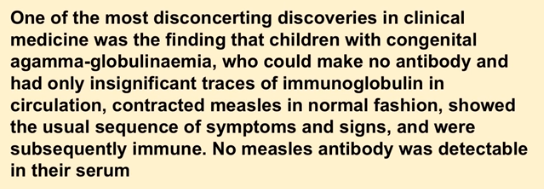 One of the most disconcerting discoveries in clinical
medicine was the finding that children with congenital
agamma-globulinaemia, who could make no antibody and
had only insignificant traces of immunoglobulin in
circulation, contracted measles in normal fashion, showed
the usual sequence of symptoms and signs, and were
subsequently immune. No measles antibody was detectable
in their serum